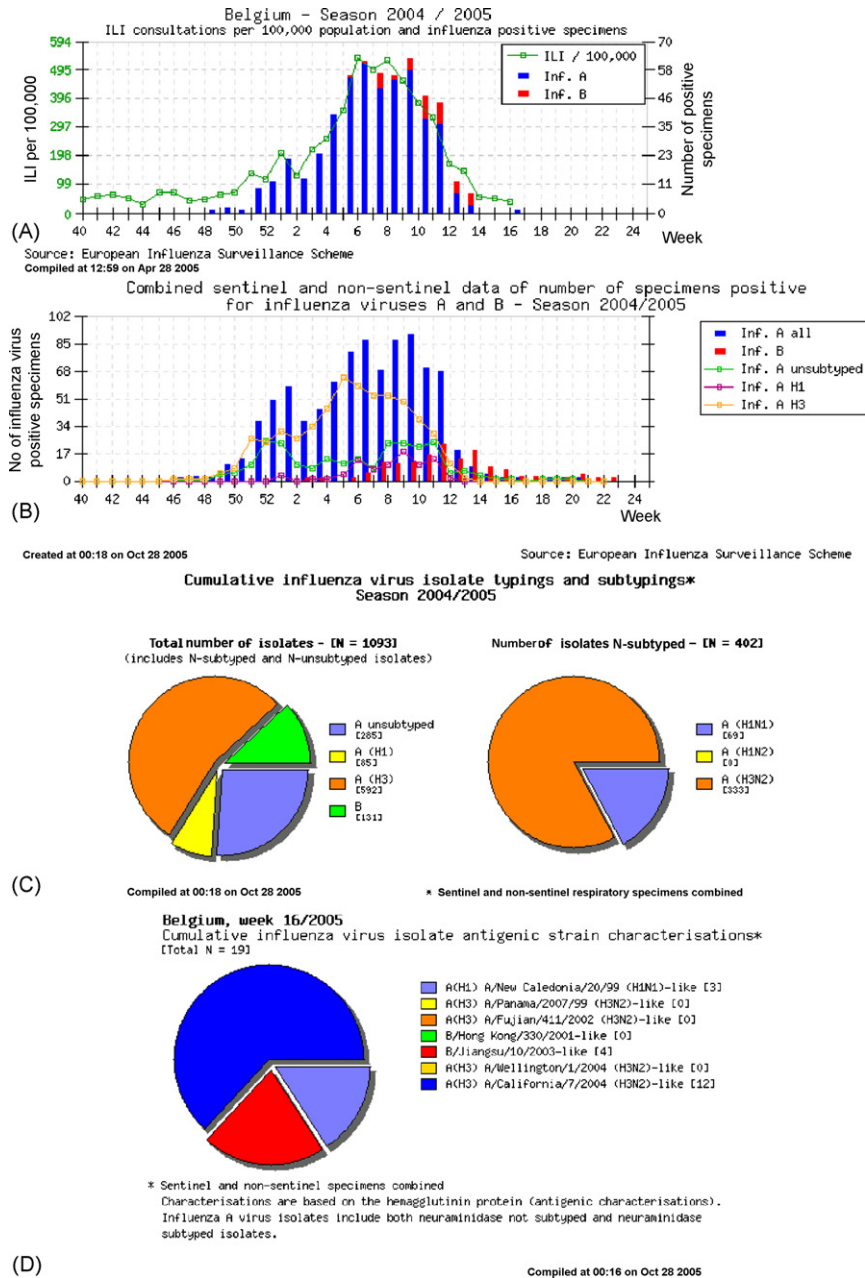 Belgium - Season 2004 / 2005
ILI consultations per 100,000 population and influenza positive specimens
594
495
396
297
198
99
0
ILI per 100,000
70
58
46
35
23
11
0
Number of positive
specimens
ILI / 100,000
Inf. A
Inf. B
40 42 44 46 48 50 52 2 4 6 8 10 12 14 16 18 20 22 24
Week
(A)
Source: European Influenza Surveillance Scheme
Compiled at 12:59 on Apr 28 2005
Combined sentinel and non-sentinel data of number of specimens positive
for influenza viruses A and B - Season 2004/2005
102
85
68
51
34
17
0
No of influenza virus
positive specimens
Inf. A all
Inf. B
Inf. A unsubtyped
Inf. A H1
Inf. A H3
40 42 44 46 48 50 52 2 4 6 8 10 12 14 16 18 20 22 24
Week
(B)
Created at 00:18 on Oct 28 2005
Source: European Influenza Surveillance Scheme
Cumulative influenza virus isolate typings and subtypings*
Season 2004/2005
Total number of isolates - [N = 1093]
(includes N-subtyped and N-unsubtyped isolates)
A unsubtyped
[285]
A (H1)
[85]
A (H3)
[592]
B
[131]
Number of isolates N-subtyped - [N = 402]
A (H1N1)
[69]
A (H1N2)
[0]
A (H3N2)
[333]
(C)
Compiled at 00:18 on Oct 28 2005
* Sentinel and non-sentinel respiratory specimens combined
Belgium, week 16/2005
Cumulative influenza virus isolate antigenic strain characterisations*
[Total N = 19]
A(H1) A/New Caledonia/20/99 (H1N1)-like [3]
A(H3) A/Panama/2007/99 (H3N2)-like [0]
A(H3) A/Fujian/411/2002 (H3N2)-like [0]
B/Hong Kong/330/2001-like [0]
B/Jiangsu/10/2003-like [4]
A(H3) A/Wellington/1/2004 (H3N2)-like [0]
A(H3) A/California/7/2004 (H3N2)-like [12]
* Sentinel and non-sentinel specimens combined
Characterisations are based on the hemagglutinin protein (antigenic characterisations).
Influenza A virus isolates include both neuraminidase not subtyped and neuraminidase
subtyped isolates.
(D)
Compiled at 00:16 on Oct 28 2005